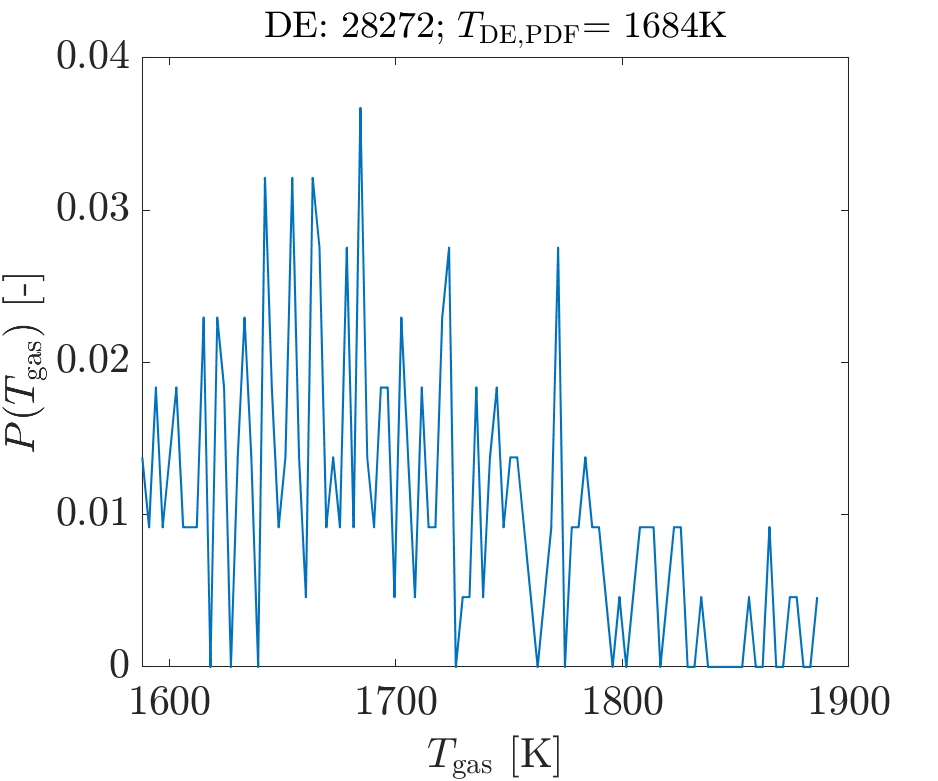 DE: 28272; T_DE,PDF= 1684K
0.04
0.03
0.02
0.01
0
P(T_gas) [-]
1600 1700 1800 1900
T_gas [K]